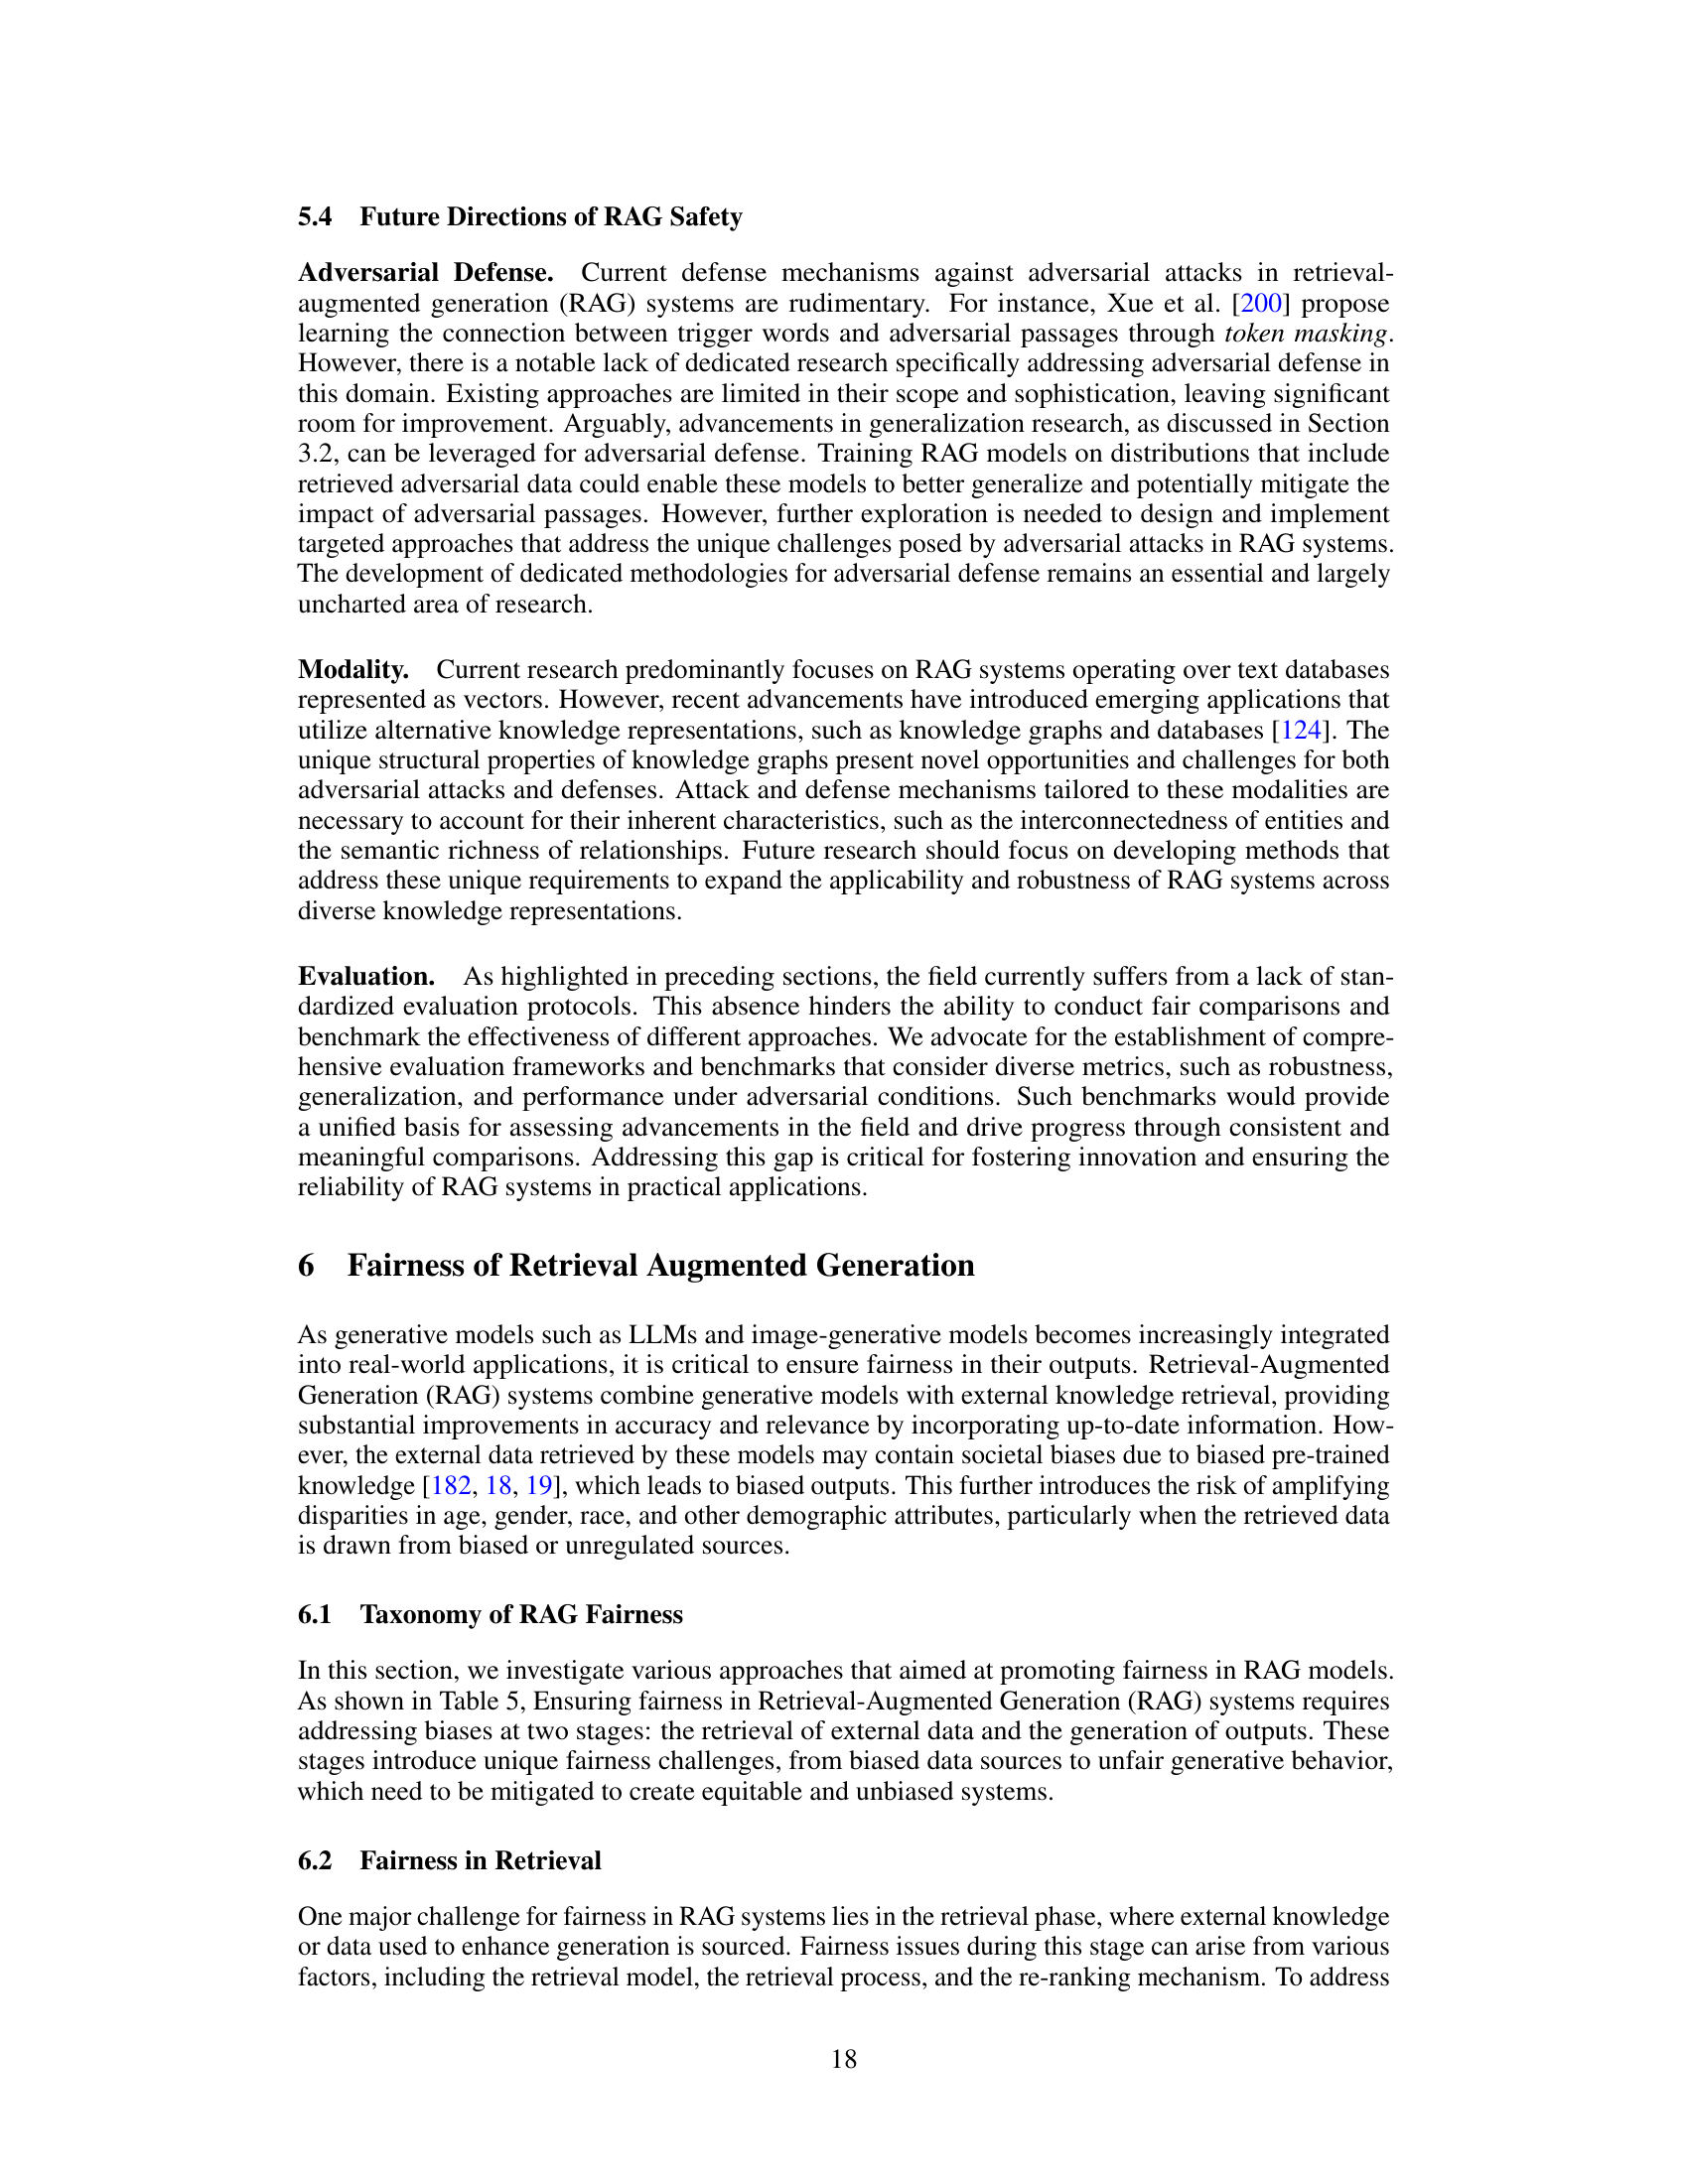 5.4 Future Directions of RAG Safety
Adversarial Defense. Current defense mechanisms against adversarial attacks in retrieval-
augmented generation (RAG) systems are rudimentary. For instance, Xue et al. [200] propose
learning the connection between trigger words and adversarial passages through token masking.
However, there is a notable lack of dedicated research specifically addressing adversarial defense in
this domain. Existing approaches are limited in their scope and sophistication, leaving significant
room for improvement. Arguably, advancements in generalization research, as discussed in Section
3.2, can be leveraged for adversarial defense. Training RAG models on distributions that include
retrieved adversarial data could enable these models to better generalize and potentially mitigate the
impact of adversarial passages. However, further exploration is needed to design and implement
targeted approaches that address the unique challenges posed by adversarial attacks in RAG systems.
The development of dedicated methodologies for adversarial defense remains an essential and largely
uncharted area of research.
Modality. Current research predominantly focuses on RAG systems operating over text databases
represented as vectors. However, recent advancements have introduced emerging applications that
utilize alternative knowledge representations, such as knowledge graphs and databases [124]. The
unique structural properties of knowledge graphs present novel opportunities and challenges for both
adversarial attacks and defenses. Attack and defense mechanisms tailored to these modalities are
necessary to account for their inherent characteristics, such as the interconnectedness of entities and
the semantic richness of relationships. Future research should focus on developing methods that
address these unique requirements to expand the applicability and robustness of RAG systems across
diverse knowledge representations.
Evaluation. As highlighted in preceding sections, the field currently suffers from a lack of stan-
dardized evaluation protocols. This absence hinders the ability to conduct fair comparisons and
benchmark the effectiveness of different approaches. We advocate for the establishment of compre-
hensive evaluation frameworks and benchmarks that consider diverse metrics, such as robustness,
generalization, and performance under adversarial conditions. Such benchmarks would provide
a unified basis for assessing advancements in the field and drive progress through consistent and
meaningful comparisons. Addressing this gap is critical for fostering innovation and ensuring the
reliability of RAG systems in practical applications.
6 Fairness of Retrieval Augmented Generation
As generative models such as LLMs and image-generative models becomes increasingly integrated
into real-world applications, it is critical to ensure fairness in their outputs. Retrieval-Augmented
Generation (RAG) systems combine generative models with external knowledge retrieval, providing
substantial improvements in accuracy and relevance by incorporating up-to-date information. How-
ever, the external data retrieved by these models may contain societal biases due to biased pre-trained
knowledge [182, 18, 19], which leads to biased outputs. This further introduces the risk of amplifying
disparities in age, gender, race, and other demographic attributes, particularly when the retrieved data
is drawn from biased or unregulated sources.
6.1 Taxonomy of RAG Fairness
In this section, we investigate various approaches that aimed at promoting fairness in RAG models.
As shown in Table 5, Ensuring fairness in Retrieval-Augmented Generation (RAG) systems requires
addressing biases at two stages: the retrieval of external data and the generation of outputs. These
stages introduce unique fairness challenges, from biased data sources to unfair generative behavior,
which need to be mitigated to create equitable and unbiased systems.
6.2 Fairness in Retrieval
One major challenge for fairness in RAG systems lies in the retrieval phase, where external knowledge
or data used to enhance generation is sourced. Fairness issues during this stage can arise from various
factors, including the retrieval model, the retrieval process, and the re-ranking mechanism. To address
18